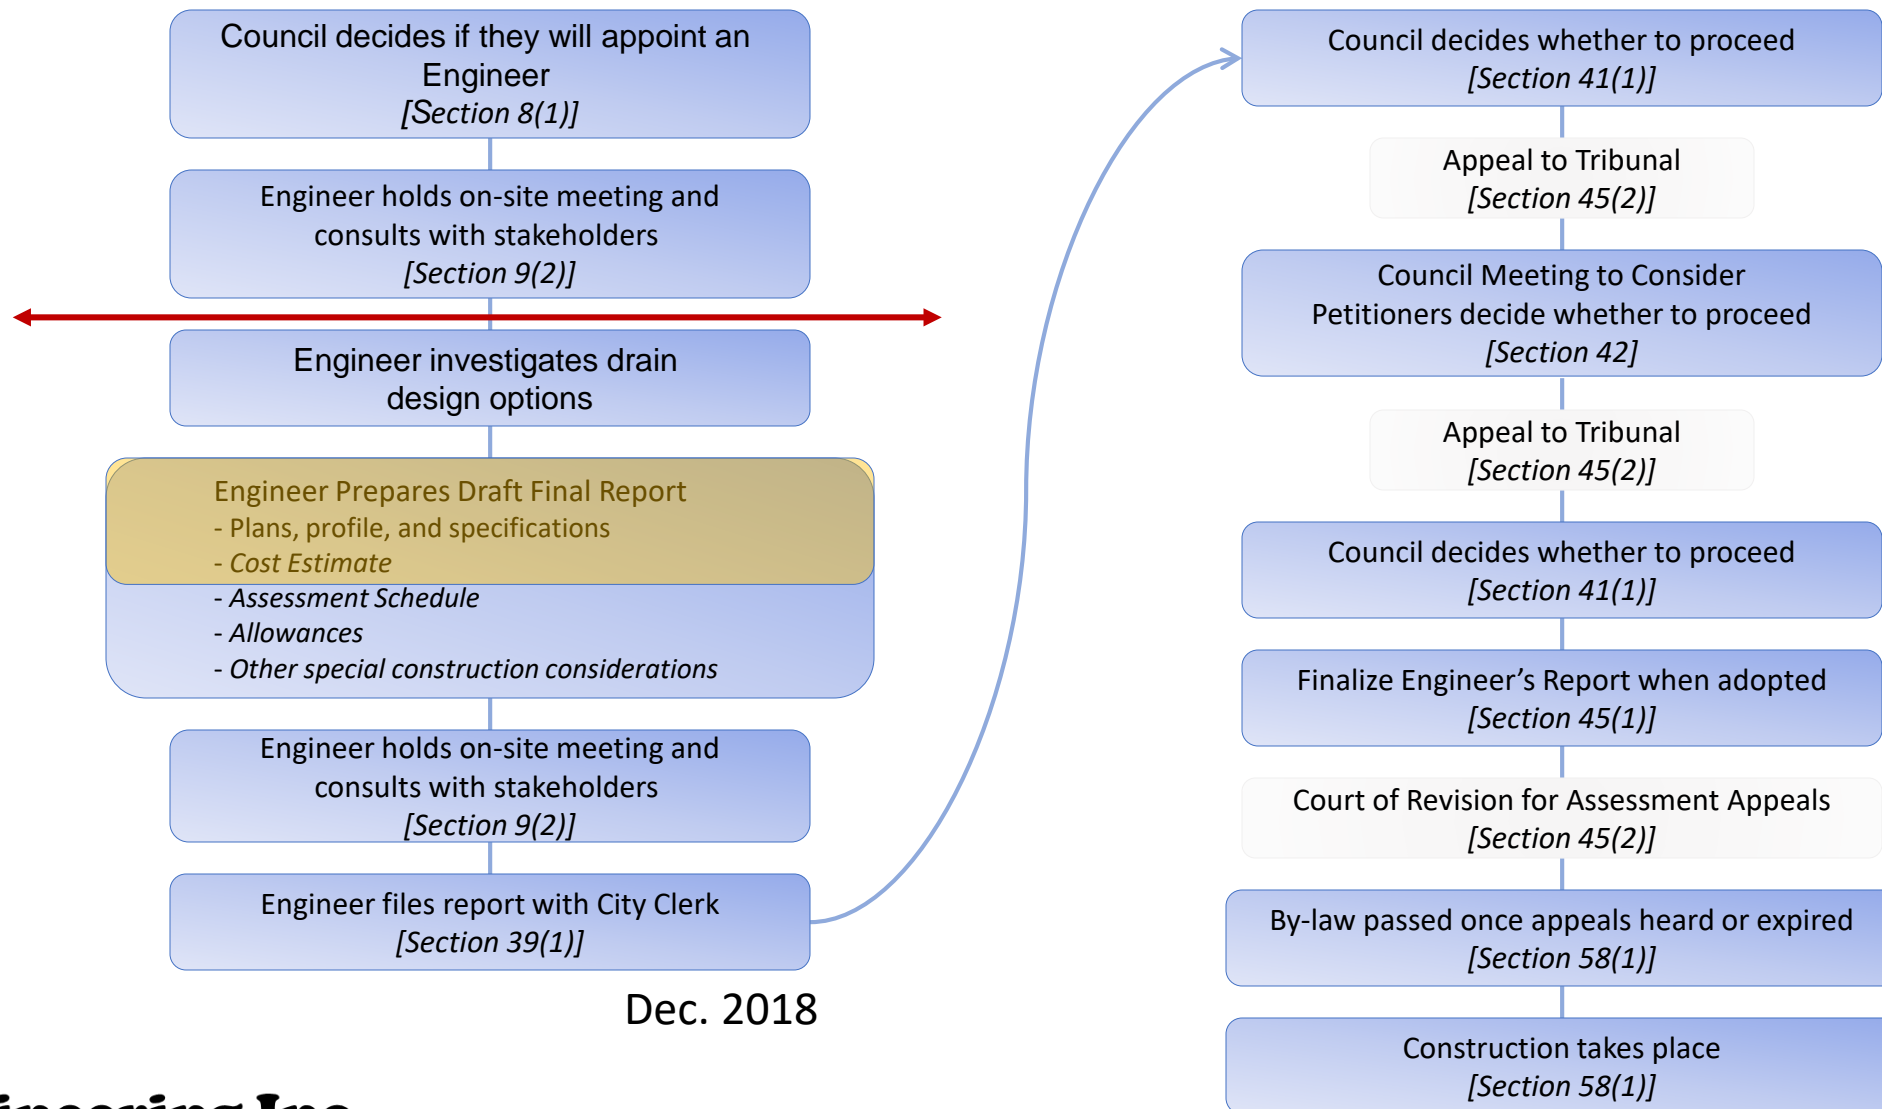 Council decides if they will appoint an
Engineer
[Section 8(1)]
Engineer holds on-site meeting and
consults with stakeholders
[Section 9(2)]
Engineer investigates drain
design options
Engineer Prepares Draft Final Report
- Plans, profile, and specifications
- Cost Estimate
- Assessment Schedule
- Allowances
- Other special construction considerations
Engineer holds on-site meeting and
consults with stakeholders
[Section 9(2)]
Engineer files report with City Clerk
[Section 39(1)]
Dec. 2018
Council decides whether to proceed
[Section 41(1)]
Appeal to Tribunal
[Section 45(2)]
Council Meeting to Consider
Petitioners decide whether to proceed
[Section 42]
Appeal to Tribunal
[Section 45(2)]
Council decides whether to proceed
[Section 41(1)]
Finalize Engineer’s Report when adopted
[Section 45(1)]
Court of Revision for Assessment Appeals
[Section 45(2)]
By-law passed once appeals heard or expired
[Section 58(1)]
Construction takes place
[Section 58(1)]